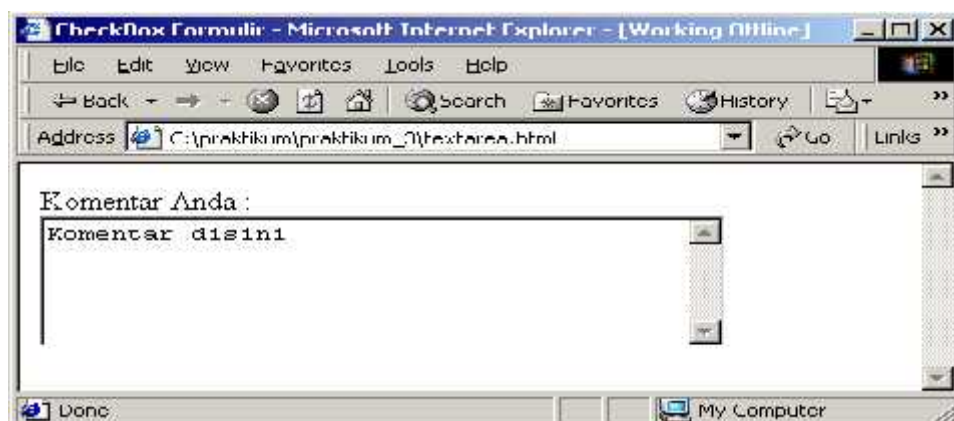 CheckBox Formulir - Microsoft Internet Explorer - [Working Offline]
File Edit View Favorites Tools Help
Back Search Favorites History »
Address C:\praktikum\praktikum_3\textarea.html Go Links »
Komentar Anda :
Komentar disini
Done My Computer